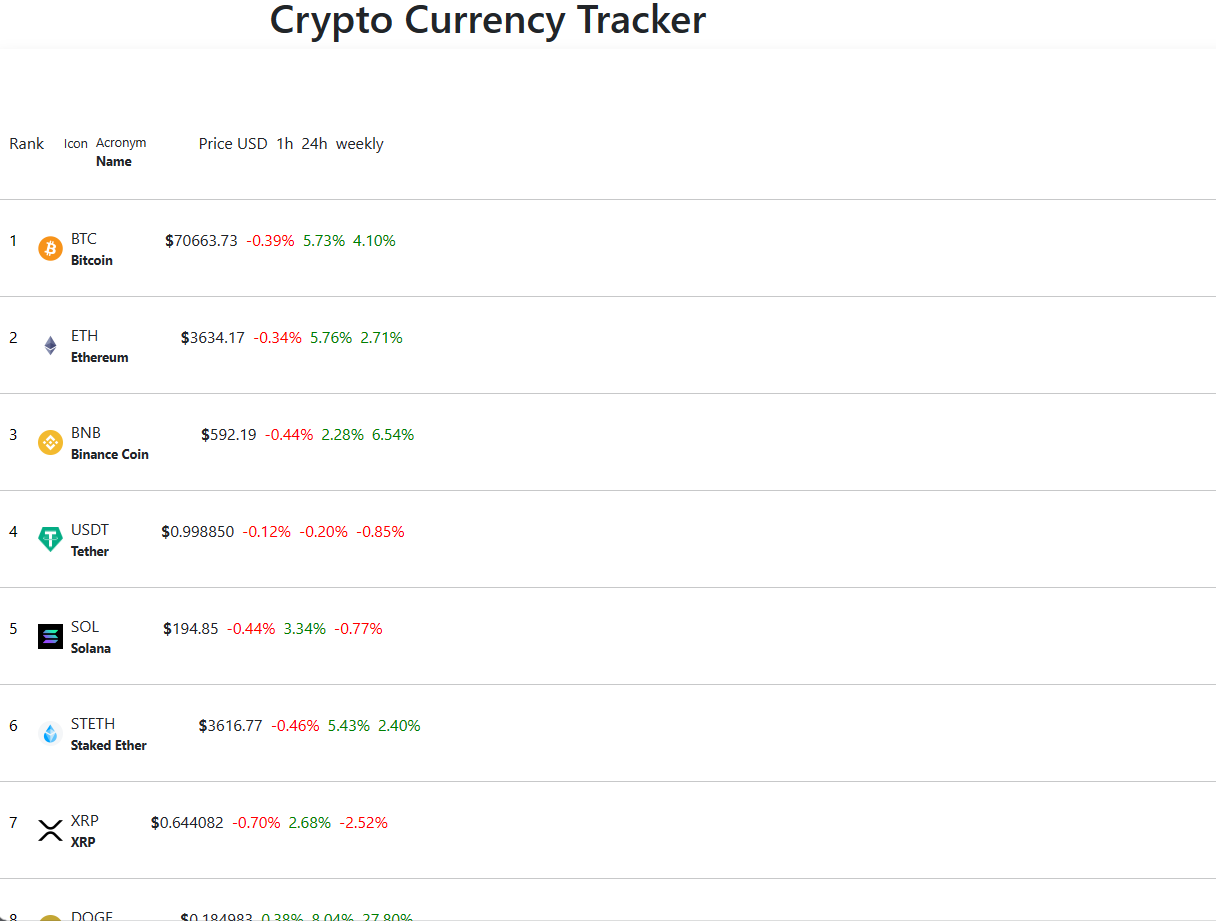 Crypto Currency Tracker
Rank Icon Acronym Price USD 1h 24h weekly
Name
1 BTC $70663.73 -0.39% 5.73% 4.10%
Bitcoin
2 ETH $3634.17 -0.34% 5.76% 2.71%
Ethereum
3 BNB $592.19 -0.44% 2.28% 6.54%
Binance Coin
4 USDT $0.998850 -0.12% -0.20% -0.85%
Tether
5 SOL $194.85 -0.44% 3.34% -0.77%
Solana
6 STETH $3616.77 -0.46% 5.43% 2.40%
Staked Ether
7 XRP $0.644082 -0.70% 2.68% -2.52%
XRP
8 DOGE $0.184983 0.38% 8.04% 27.80%